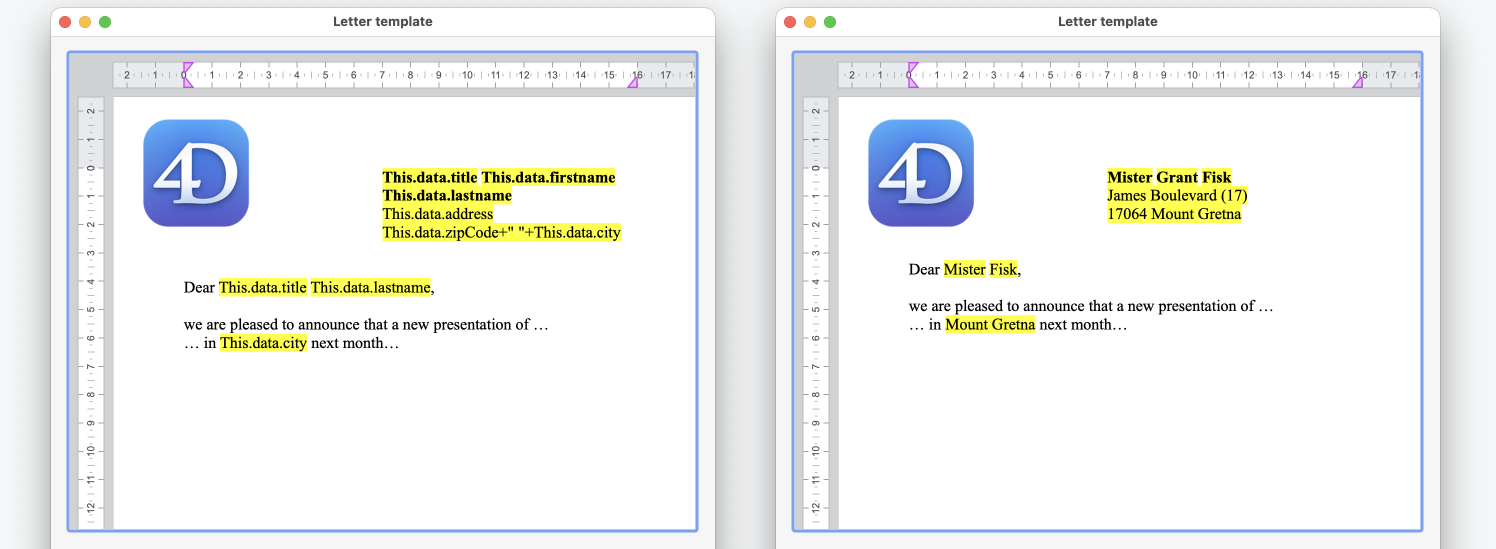 Letter template
2 1 0 1 2 3 4 5 6 7 8 9 10 11 12 13 14 15 16 17 18
2 1 0 1 2 3 4 5 6 7 8 9 10 11 12
4D
This.data.title This.data.firstname
This.data.lastname
This.data.address
This.data.zipCode+" "+This.data.city
Dear This.data.title This.data.lastname,
we are pleased to announce that a new presentation of …
… in This.data.city next month…
Letter template
2 1 0 1 2 3 4 5 6 7 8 9 10 11 12 13 14 15 16 17 18
2 1 0 1 2 3 4 5 6 7 8 9 10 11 12
4D
Mister Grant Fisk
James Boulevard (17)
17064 Mount Gretna
Dear Mister Fisk,
we are pleased to announce that a new presentation of …
… in Mount Gretna next month…